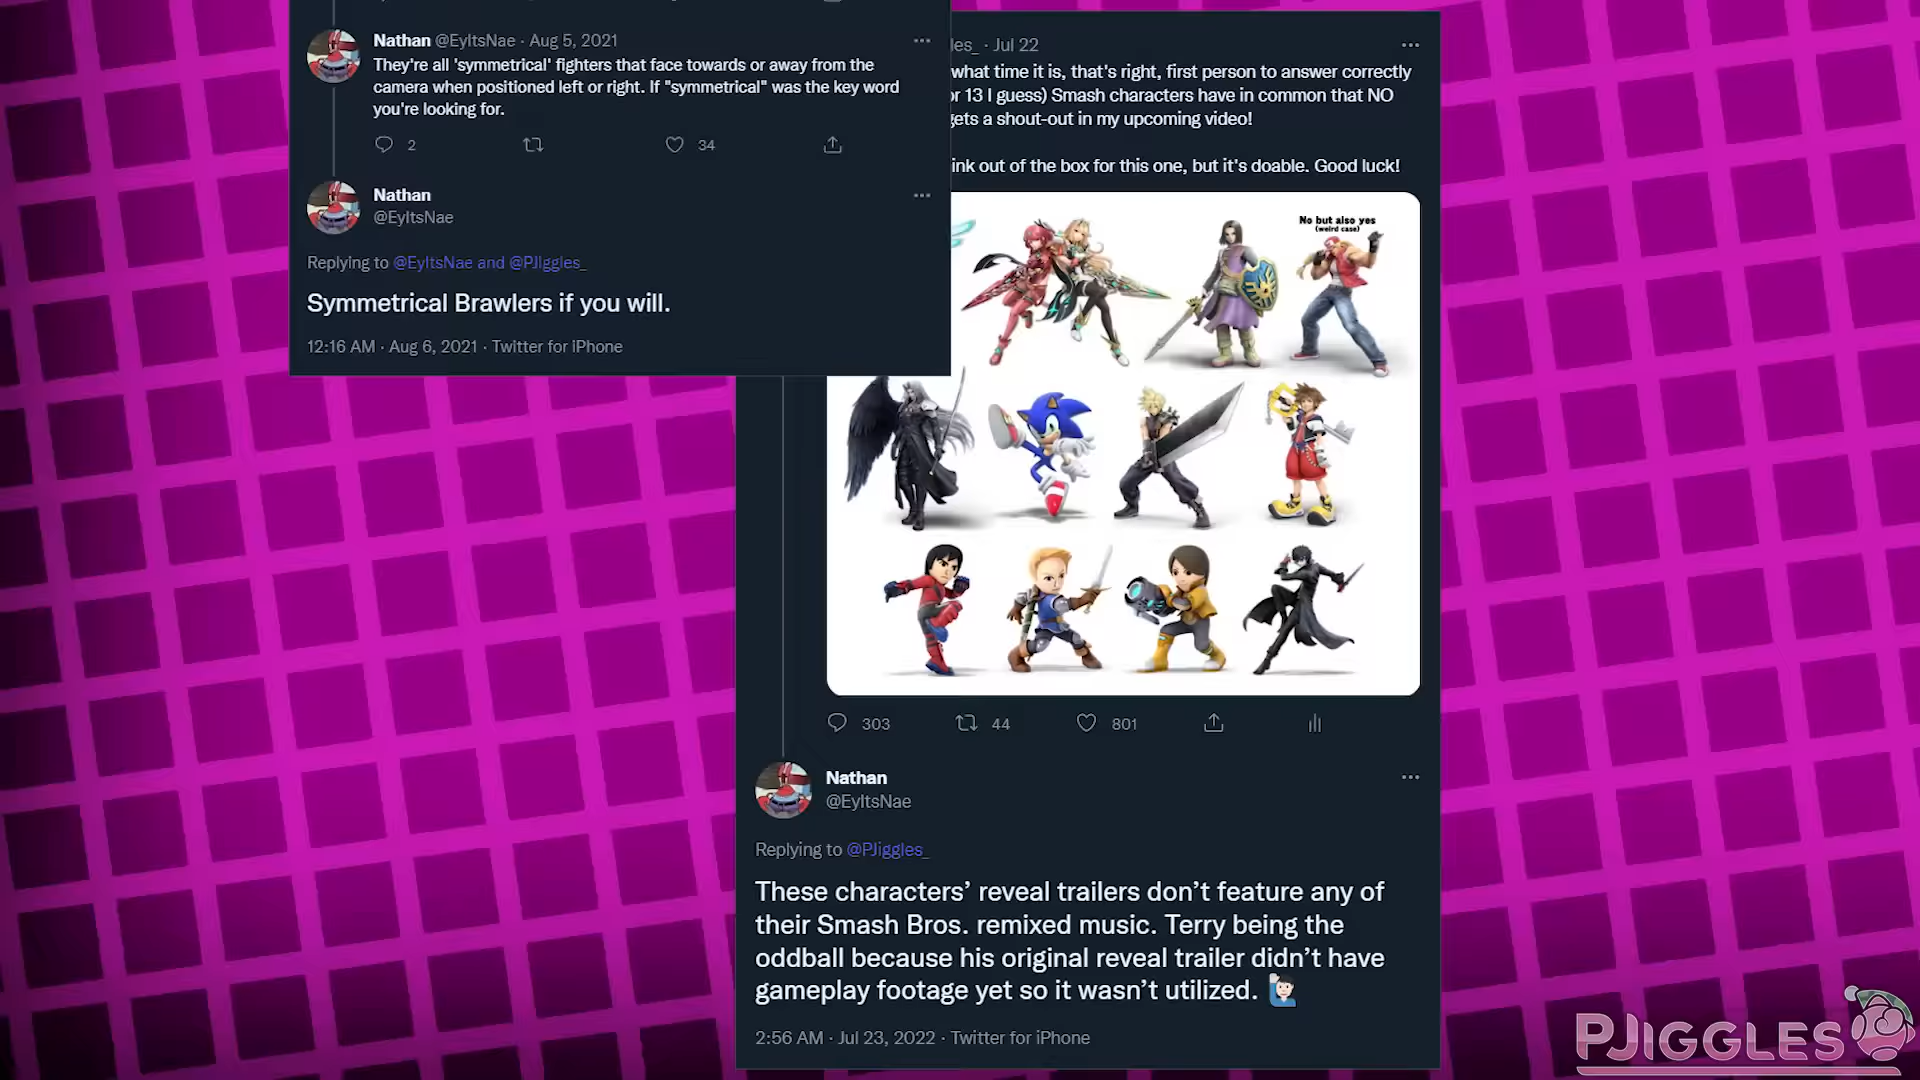 Nathan @EyItsNae · Aug 5, 2021
They're all 'symmetrical' fighters that face towards or away from the
camera when positioned left or right. If "symmetrical" was the key word
you're looking for.
2 34
Nathan
@EyItsNae
Replying to @EyItsNae and @PJiggles_
Symmetrical Brawlers if you will.
12:16 AM · Aug 6, 2021 · Twitter for iPhone
les_ · Jul 22
what time it is, that's right, first person to answer correctly
or 13 I guess) Smash characters have in common that NO
gets a shout-out in my upcoming video!
ink out of the box for this one, but it's doable. Good luck!
No but also yes
(weird case)
303 44 801
Nathan
@EyItsNae
Replying to @PJiggles_
These characters’ reveal trailers don’t feature any of
their Smash Bros. remixed music. Terry being the
oddball because his original reveal trailer didn’t have
gameplay footage yet so it wasn’t utilized. 🙋🏻‍♂️
2:56 AM · Jul 23, 2022 · Twitter for iPhone
PJIGGLES